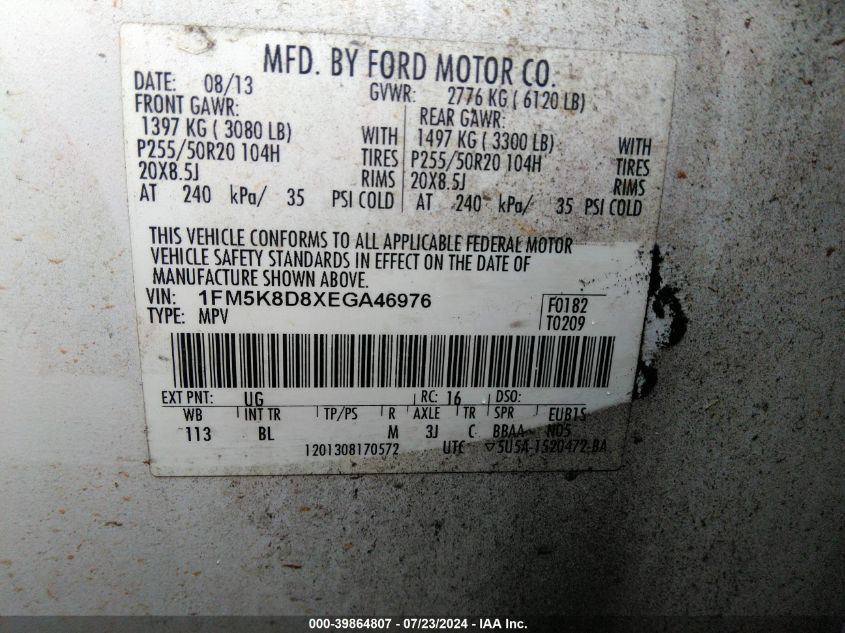 MFD. BY FORD MOTOR CO.
DATE: 08/13 GVWR: 2776 KG ( 6120 LB)
FRONT GAWR: REAR GAWR:
1397 KG ( 3080 LB) WITH 1497 KG ( 3300 LB) WITH
P255/50R20 104H TIRES P255/50R20 104H TIRES
20X8.5J RIMS 20X8.5J RIMS
AT 240 kPa/ 35 PSI COLD AT 240 kPa/ 35 PSI COLD
THIS VEHICLE CONFORMS TO ALL APPLICABLE FEDERAL MOTOR
VEHICLE SAFETY STANDARDS IN EFFECT ON THE DATE OF
MANUFACTURE SHOWN ABOVE.
VIN: 1FM5K8D8XEGA46976
TYPE: MPV
F0182
T0209
EXT PNT: UG RC: 16 DSO:
WB INT TR TP/PS R AXLE TR SPR EUB15
113 BL M 3J C BBAA N05
1201308170572 UTC ▽5U5A-1520472-BA
000-39864807 / 07/23/2024 - IAA Inc.